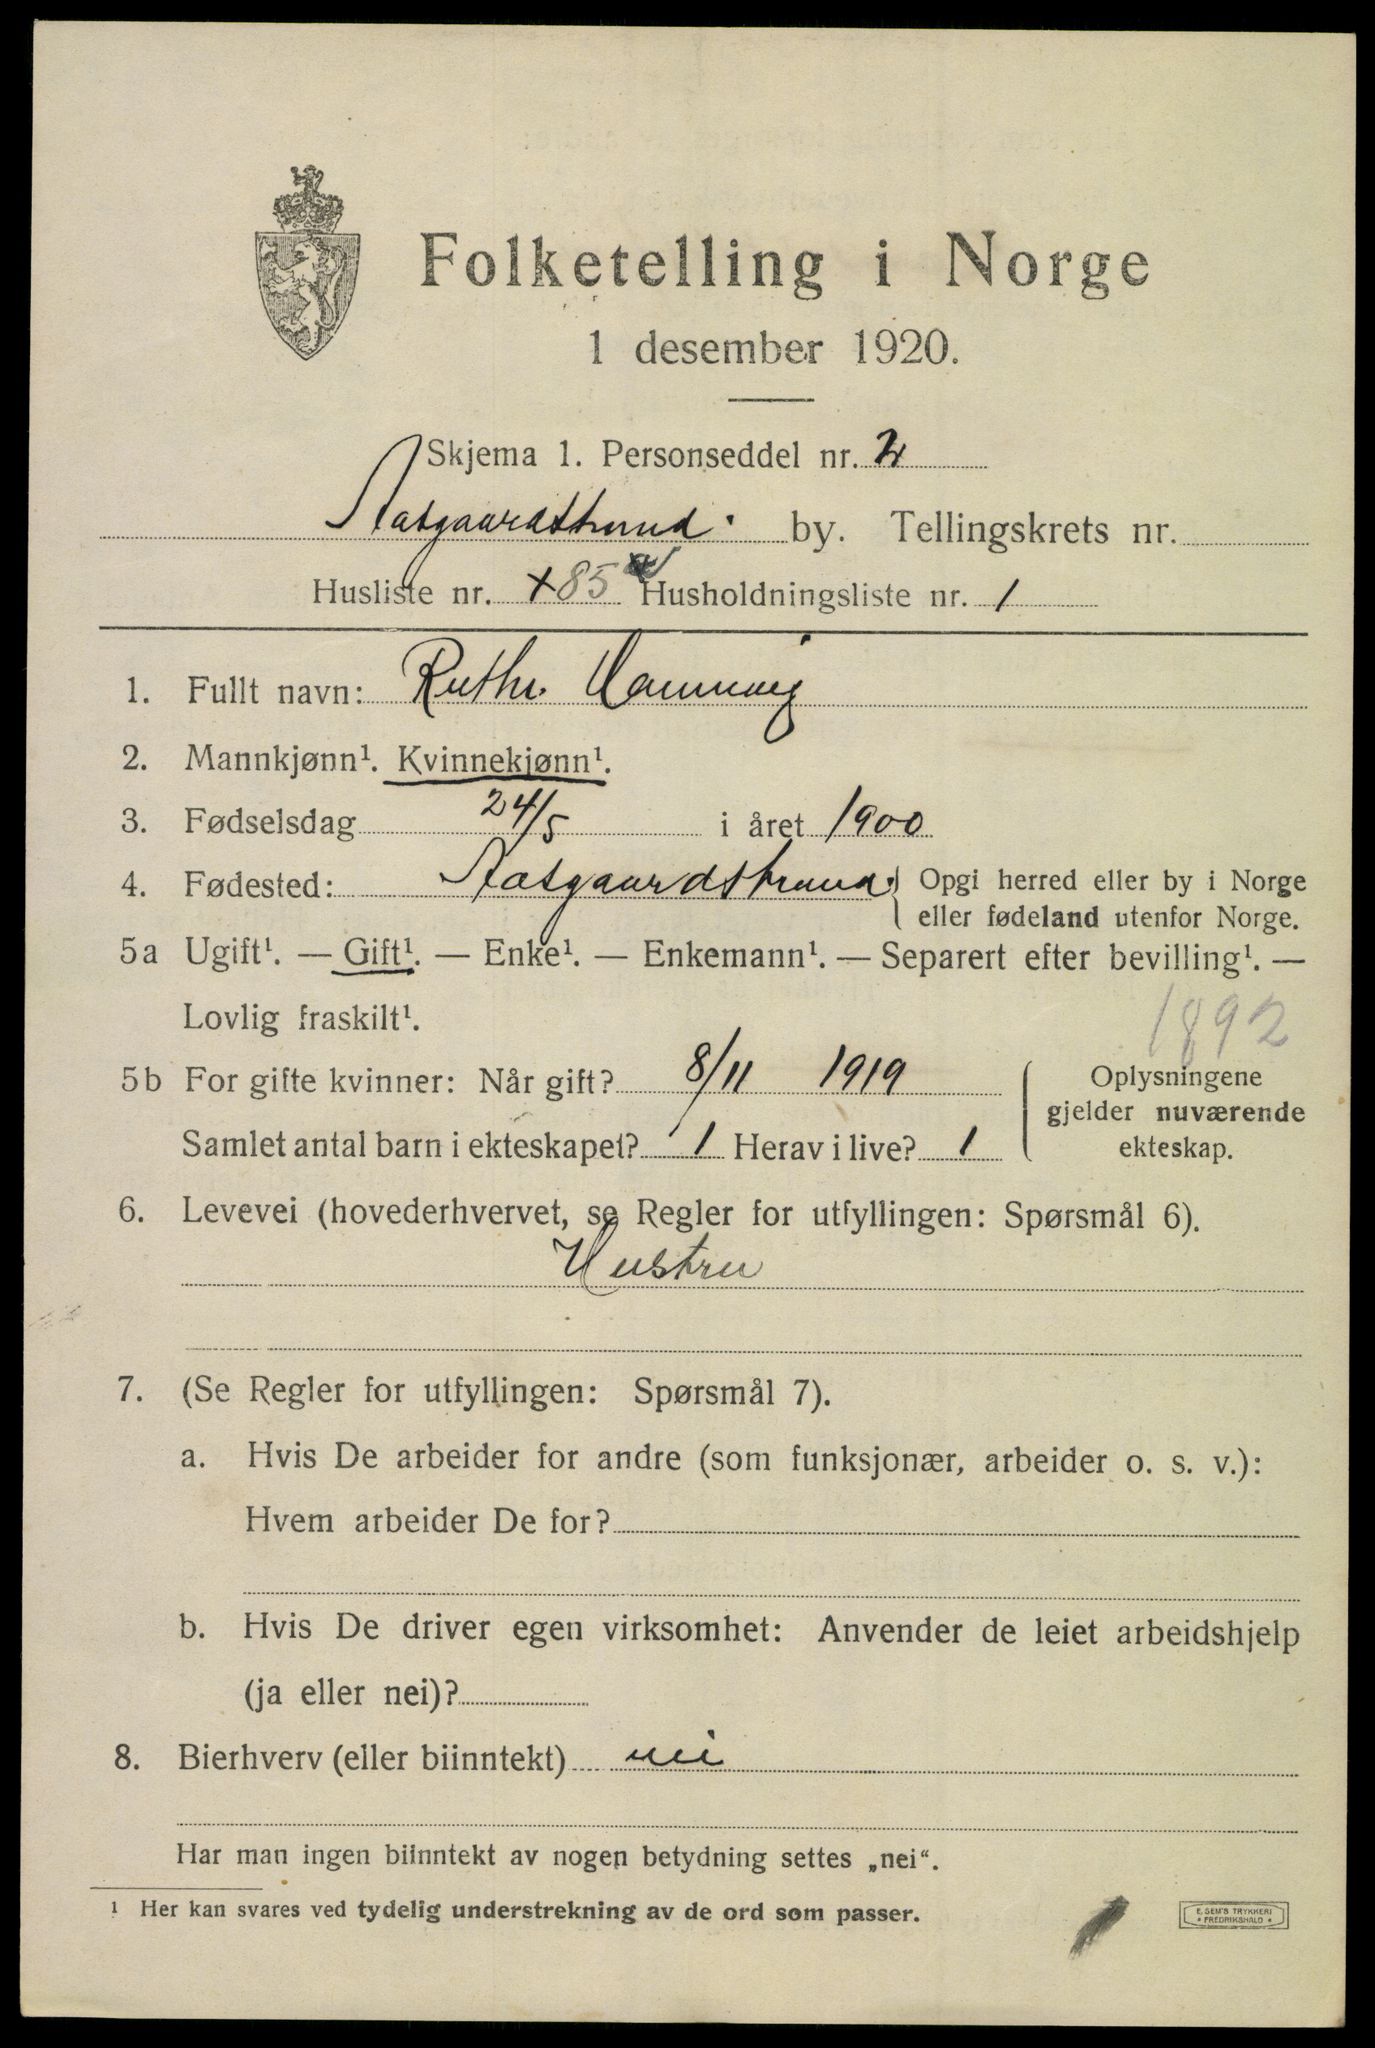 Folketelling i Norge
1 desember 1920.
Skjema 1. Personseddel nr. 2
Aasgaardstrand. by. Tellingskrets nr.
Husliste nr. 85 a Husholdningsliste nr. 1
1. Fullt navn: Ruth
2. Mannkjønn¹. Kvinnekjønn¹.
3. Fødselsdag 24/5 i året 1900
4. Fødested: Aasgaardstrand. Opgi herred eller by i Norge
eller fødeland utenfor Norge.
5a Ugift¹. — Gift¹. — Enke¹. — Enkemann¹. — Separert efter bevilling¹. —
Lovlig fraskilt¹.
1892
5b For gifte kvinner: Når gift? 8/11 1919
Samlet antal barn i ekteskapet? 1 Herav i live? 1
Oplysningene
gjelder nuværende
ekteskap.
6. Levevei (hovederhvervet, se Regler for utfyllingen: Spørsmål 6).
Hustru
7. (Se Regler for utfyllingen: Spørsmål 7).
a. Hvis De arbeider for andre (som funksjonær, arbeider o. s. v.):
Hvem arbeider De for?
b. Hvis De driver egen virksomhet: Anvender de leiet arbeidshjelp
(ja eller nei)?
8. Bierhverv (eller biinntekt) nei
Har man ingen biinntekt av nogen betydning settes „nei“.
¹ Her kan svares ved tydelig understrekning av de ord som passer.
E. SEM'S TRYKKERI
* FREDRIKSHALD *